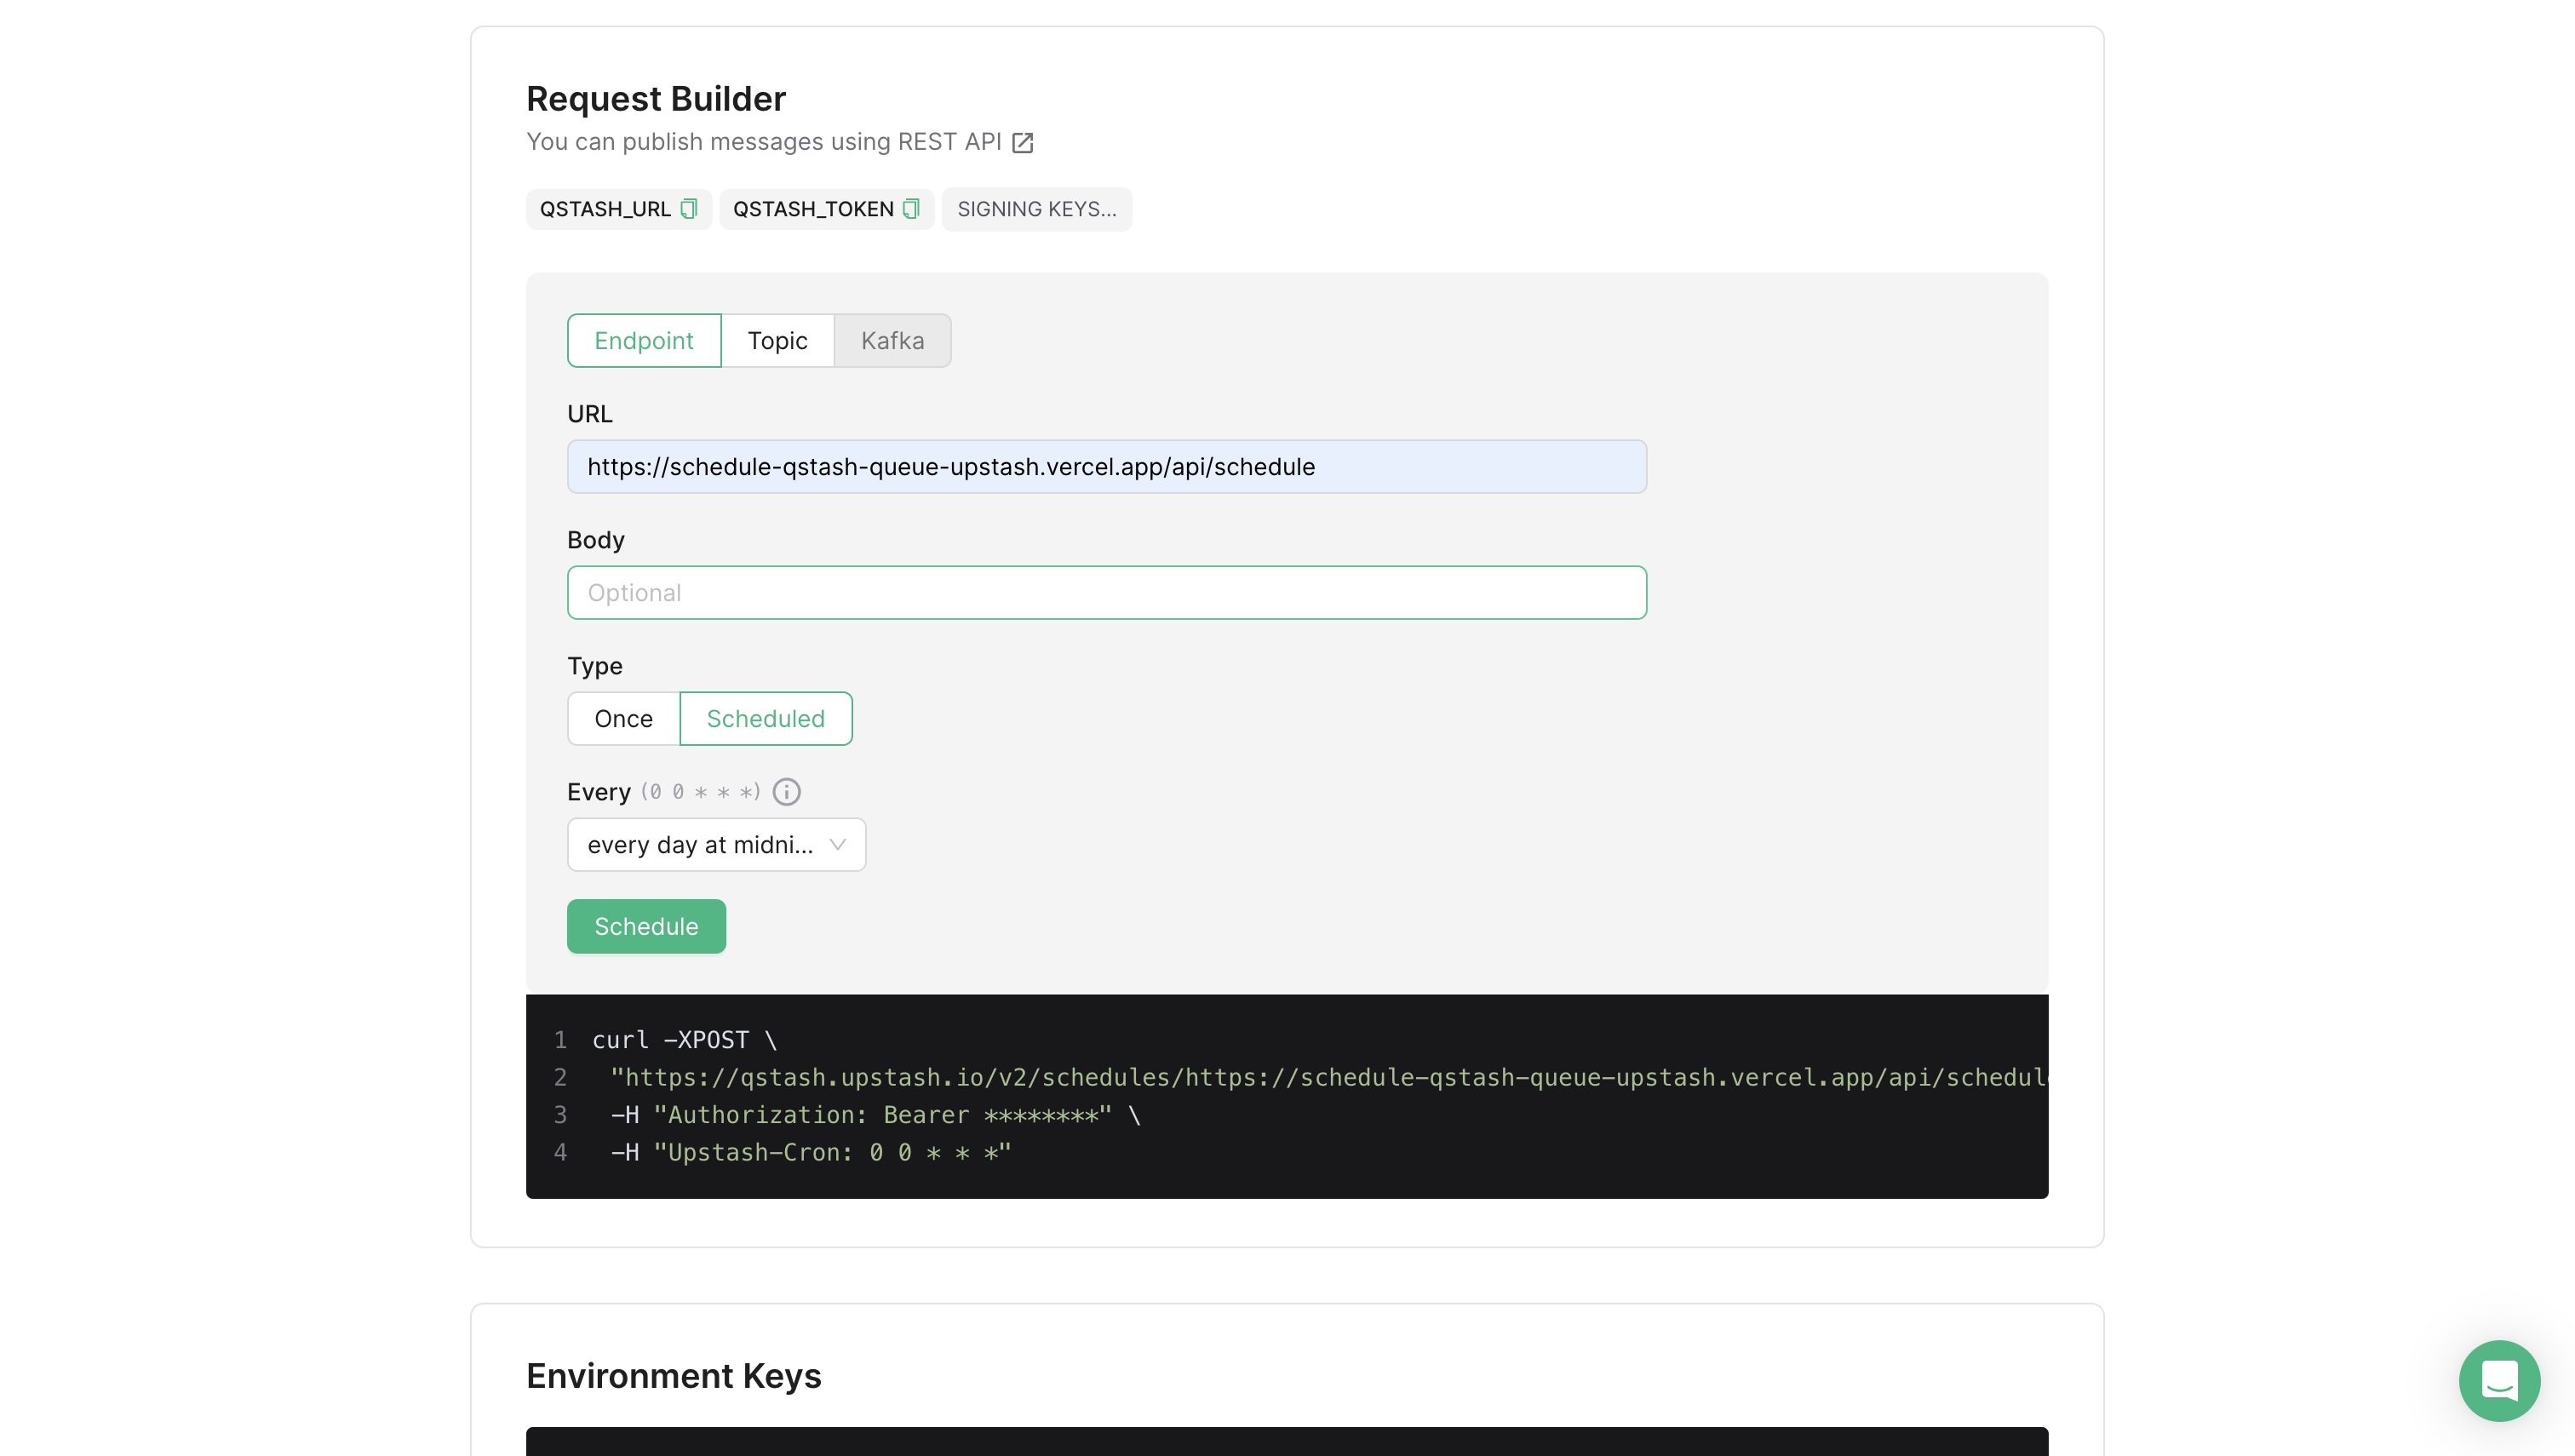 Request Builder
You can publish messages using REST API
QSTASH_URL QSTASH_TOKEN SIGNING KEYS...
Endpoint Topic Kafka
URL
https://schedule-qstash-queue-upstash.vercel.app/api/schedule
Body
Optional
Type
Once Scheduled
Every (0 0 * * *)
every day at midni...
Schedule
1 curl -XPOST \
2 "https://qstash.upstash.io/v2/schedules/https://schedule-qstash-queue-upstash.vercel.app/api/schedul
3 -H "Authorization: Bearer ********" \
4 -H "Upstash-Cron: 0 0 * * *"
Environment Keys